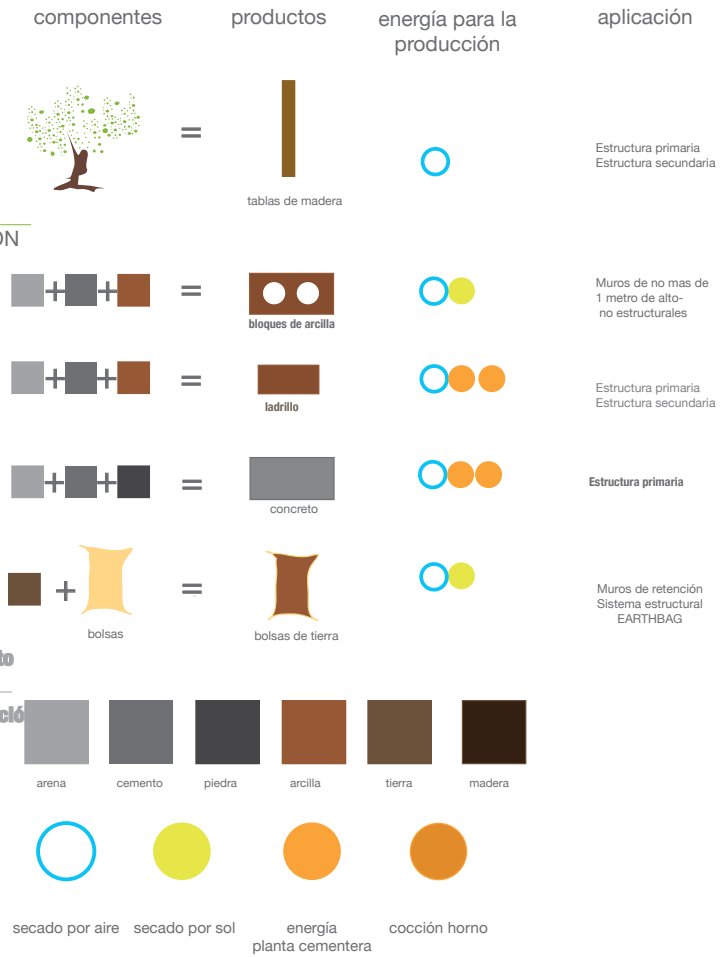 componentes
productos
energía para la
producción
aplicación
=
tablas de madera
Estructura primaria
Estructura secundaria
ÓN
+ + =
bloques de arcilla
Muros de no mas de
1 metro de alto-
no estructurales
+ + =
ladrillo
Estructura primaria
Estructura secundaria
+ + =
concreto
Estructura primaria
+ =
bolsas
bolsas de tierra
Muros de retención
Sistema estructural
EARTHBAG
to
ció
arena
cemento
piedra
arcilla
tierra
madera
secado por aire
secado por sol
energía
planta cementera
cocción horno